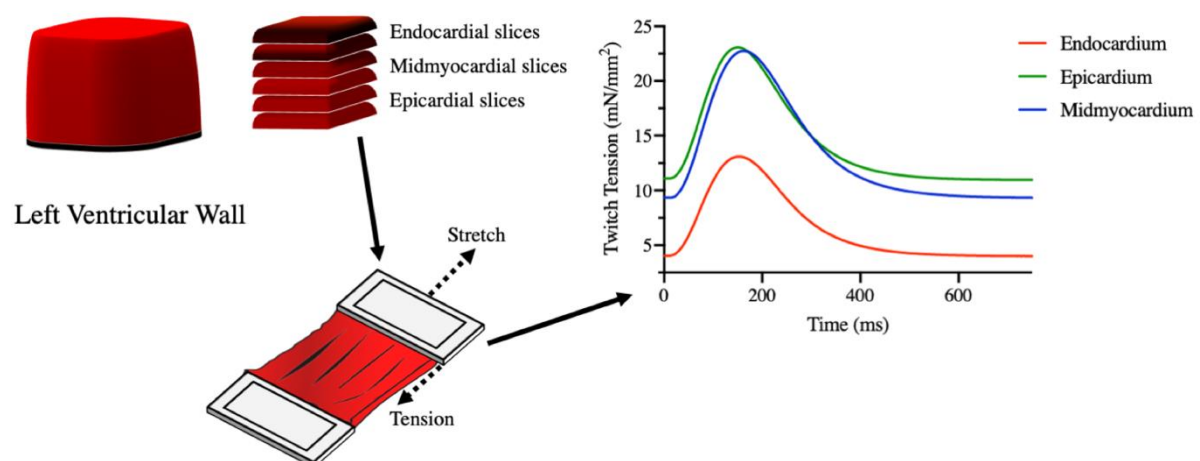 Endocardial slices
Midmyocardial slices
Epicardial slices
Left Ventricular Wall
Stretch
Tension
Twitch Tension (mN/mm²)
25
20
15
10
5
0
200
400
600
Time (ms)
Endocardium
Epicardium
Midmyocardium